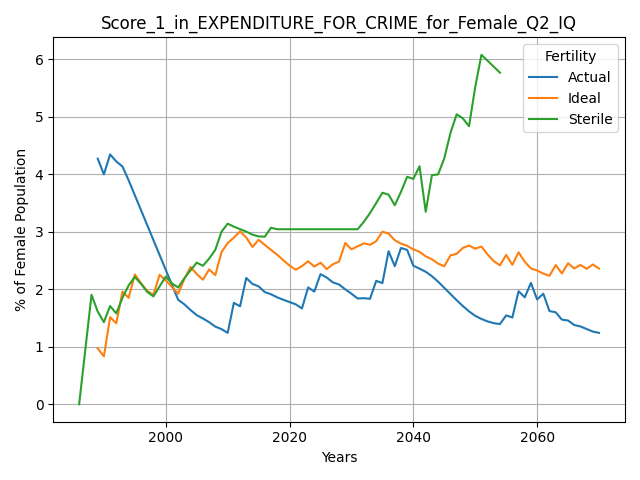 Score_1_in_EXPENDITURE_FOR_CRIME_for_Female_Q2_IQ
Fertility
Actual
Ideal
Sterile
6
5
4
3
2
1
0
% of Female Population
2000
2020
2040
2060
Years